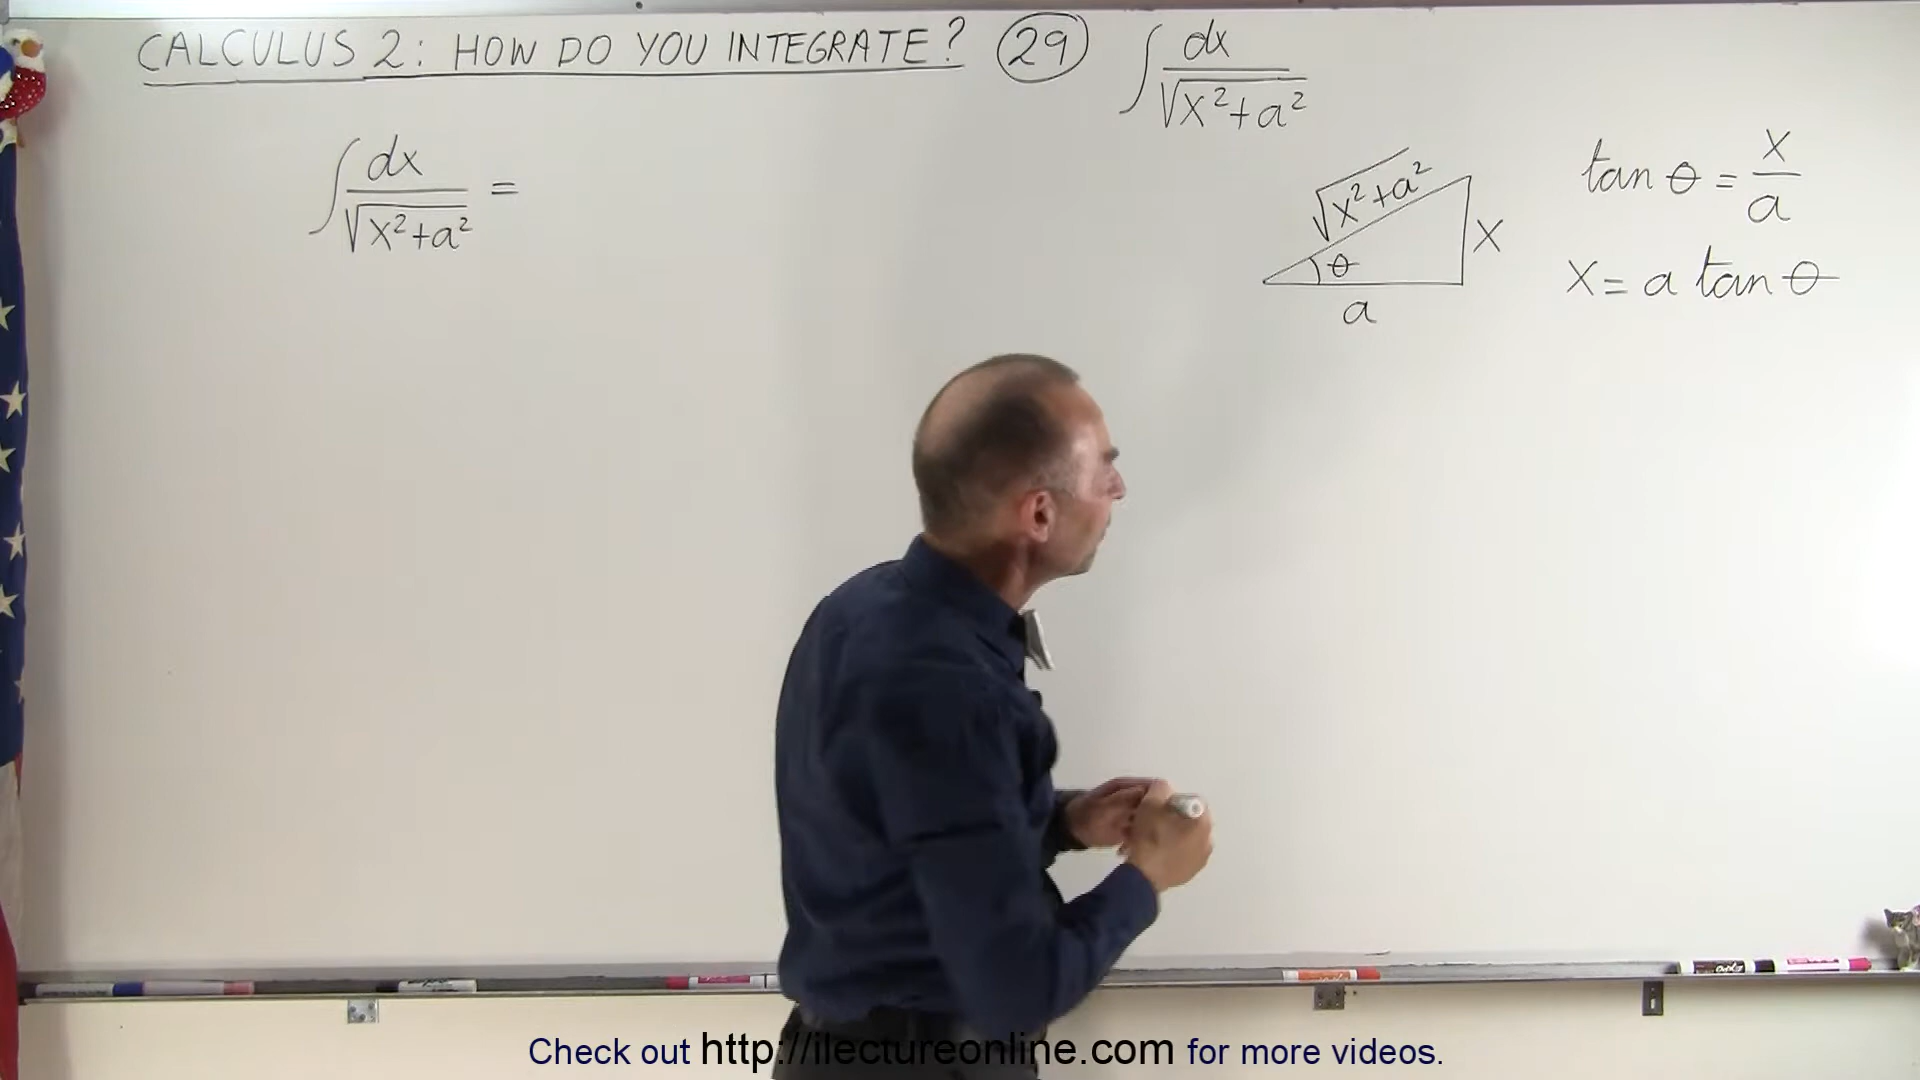 CALCULUS 2: HOW DO YOU INTEGRATE? 29 ∫ dx / √(x²+a²)
∫ dx / √(x²+a²) =
√(x²+a²)
θ
x
a
tan θ = x/a
x = a tan θ
EXPO
Check out http://ilectureonline.com for more videos.